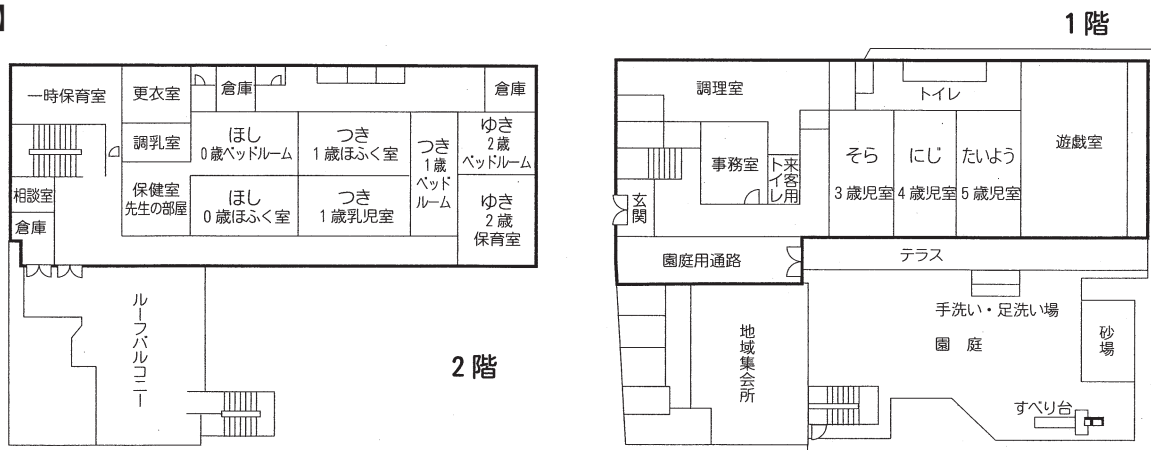 】
1階
一時保育室
更衣室
倉庫
倉庫
調乳室
ほし
0歳ベッドルーム
つき
1歳ほふく室
つき
1歳
ベッド
ルーム
ゆき
2歳
ベッドルーム
相談室
倉庫
保健室
先生の部屋
ほし
0歳ほふく室
つき
1歳乳児室
ゆき
2歳
保育室
ルーフバルコニー
2階
調理室
トイレ
事務室
来客用
トイレ
そら
3歳児室
にじ
4歳児室
たいよう
5歳児室
遊戯室
玄関
園庭用通路
テラス
手洗い・足洗い場
園庭
砂場
地域集会所
すべり台